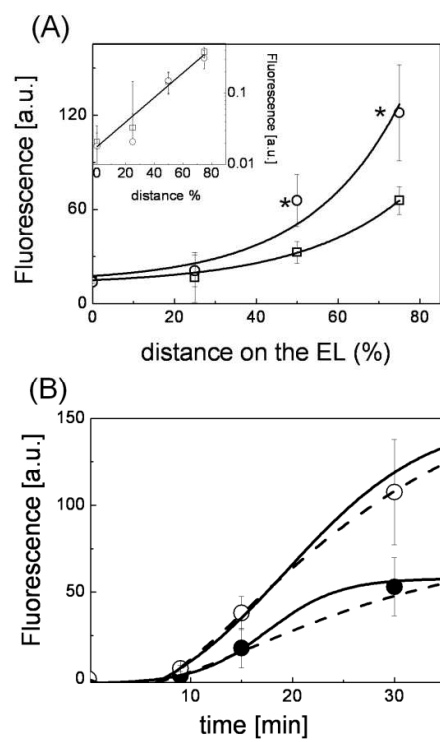 (A)
Fluorescence [a.u.]
120
60
0
0 20 40 60 80
distance on the EL (%)
0 20 40 60 80
distance %
0.1
0.01
Fluorescence [a.u.]
*
*
(B)
Fluorescence [a.u.]
150
100
50
0
10 20 30
time [min]